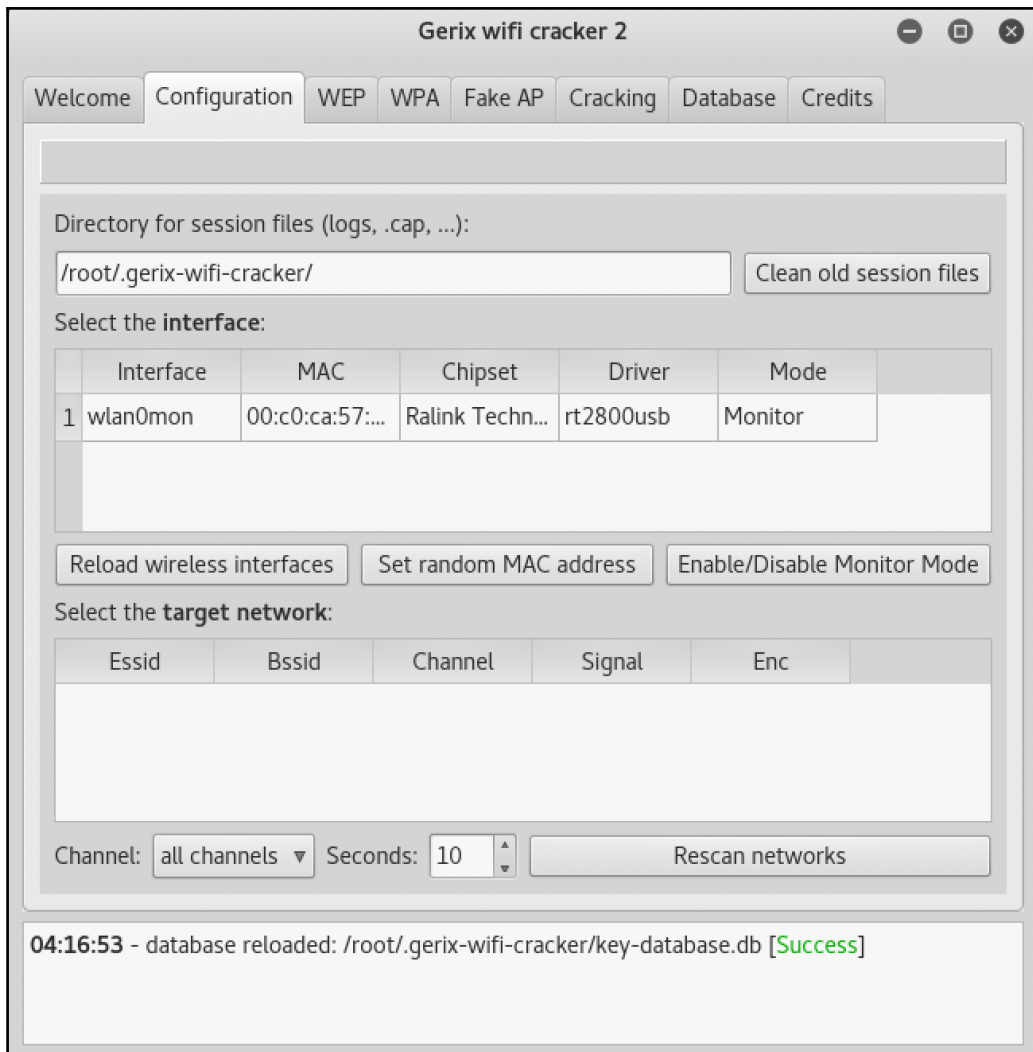 Gerix wifi cracker 2
Welcome Configuration WEP WPA Fake AP Cracking Database Credits
Directory for session files (logs, .cap, ...):
/root/.gerix-wifi-cracker/ Clean old session files
Select the interface:
Interface MAC Chipset Driver Mode
1 wlan0mon 00:c0:ca:57:... Ralink Techn... rt2800usb Monitor
Reload wireless interfaces Set random MAC address Enable/Disable Monitor Mode
Select the target network:
Essid Bssid Channel Signal Enc
Channel: all channels Seconds: 10 Rescan networks
04:16:53 - database reloaded: /root/.gerix-wifi-cracker/key-database.db [Success]